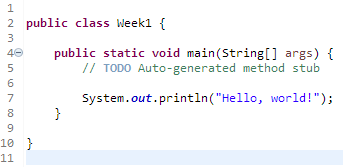 1
2 public class Week1 {
3
4 public static void main(String[] args) {
5 // TODO Auto-generated method stub
6
7 System.out.println("Hello, world!");
8 }
9
10 }
11